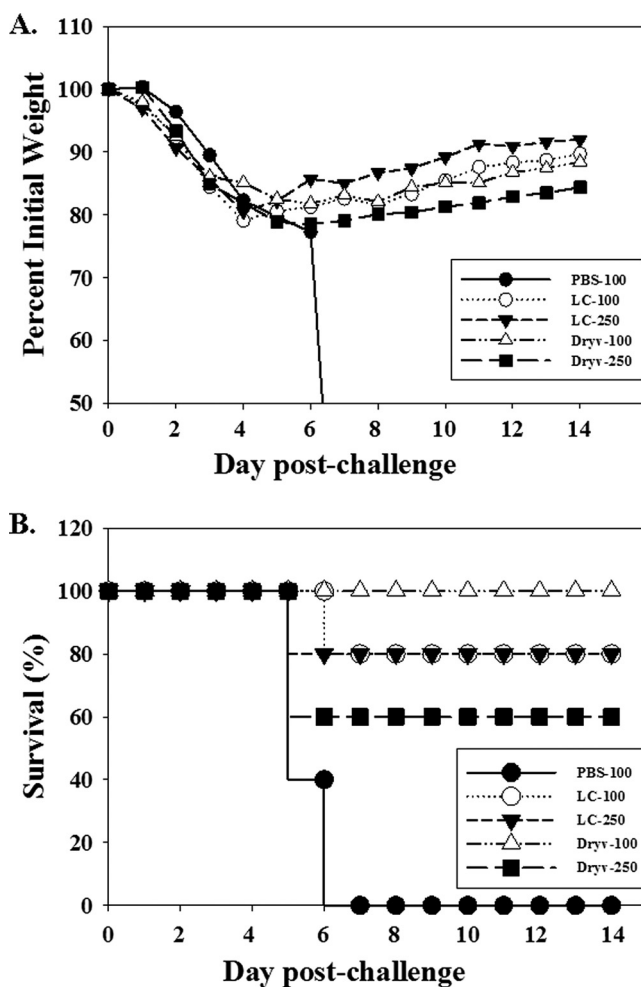 A.
110
100
90
80
70
60
50
Percent Initial Weight
PBS-100
LC-100
LC-250
Dryv-100
Dryv-250
0 2 4 6 8 10 12 14
Day post-challenge
B.
120
100
80
60
40
20
0
Survival (%)
PBS-100
LC-100
LC-250
Dryv-100
Dryv-250
0 2 4 6 8 10 12 14
Day post-challenge